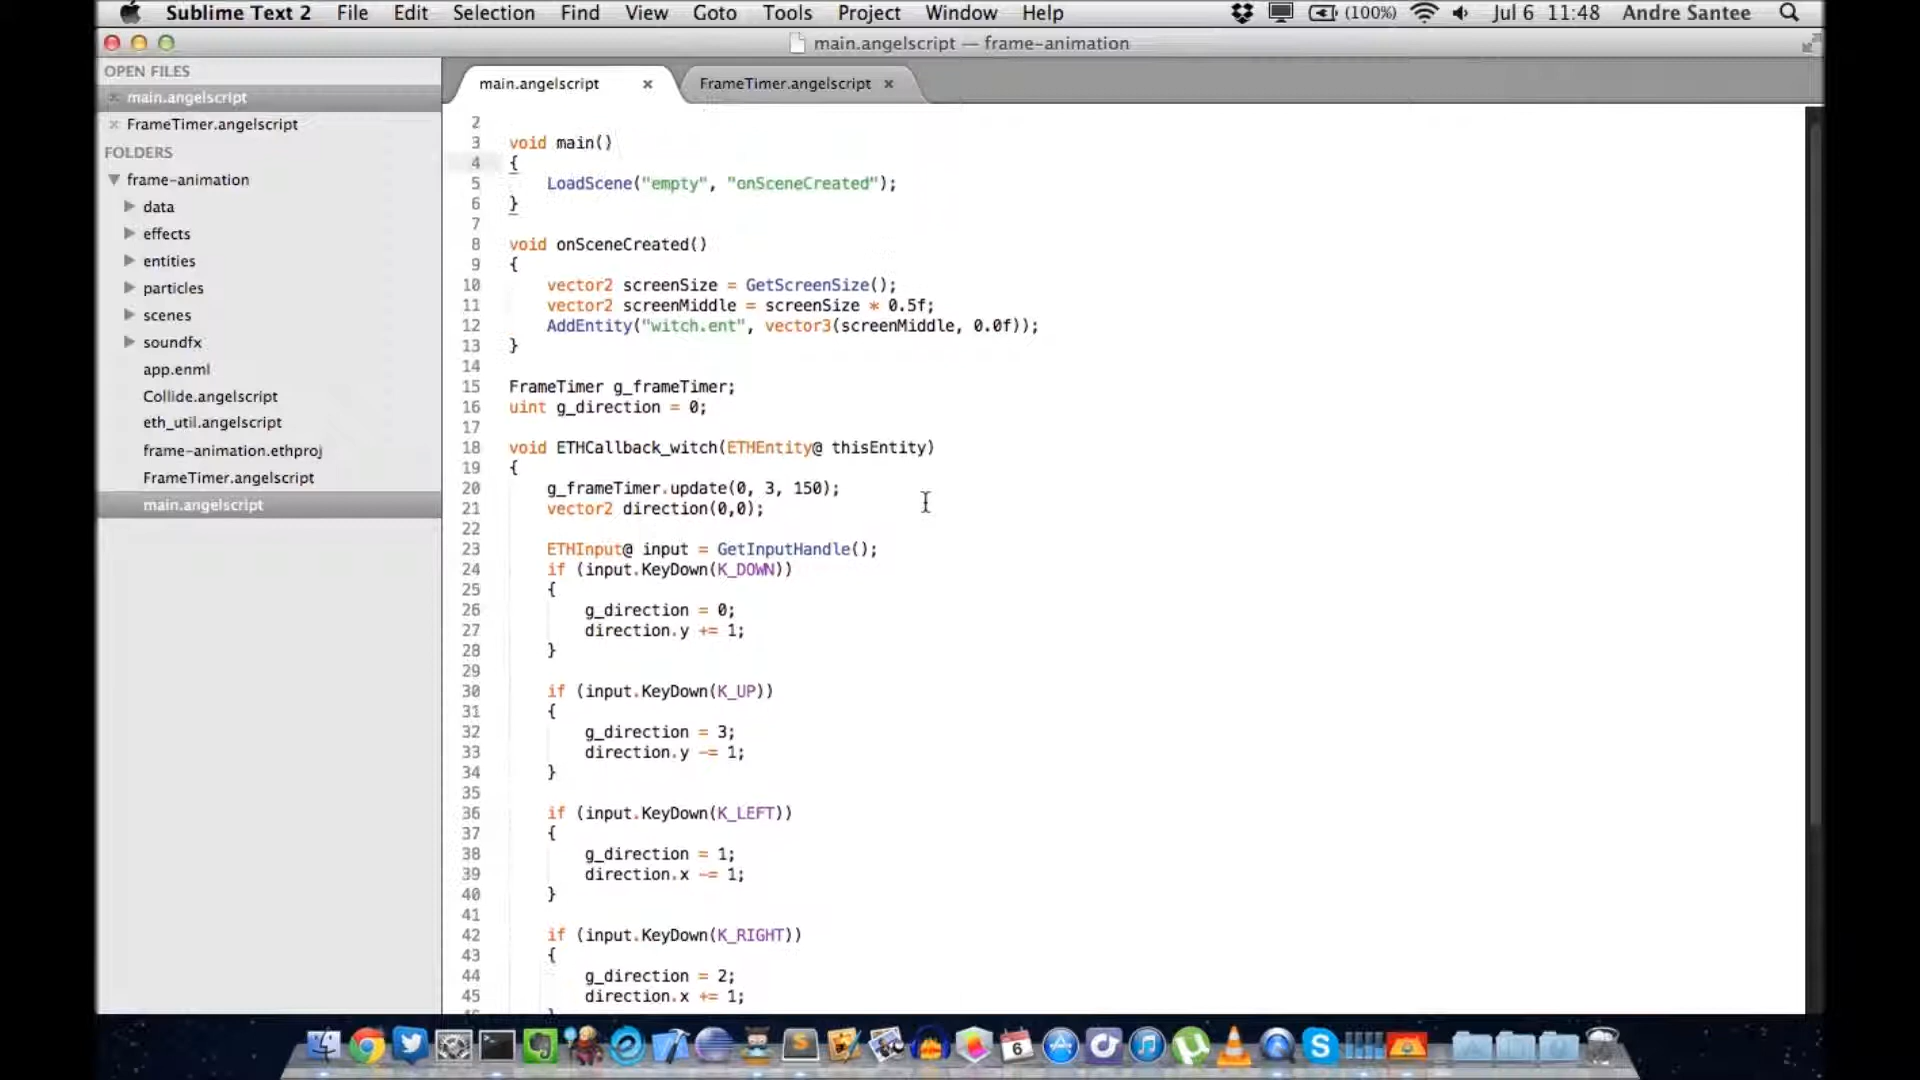 Sublime Text 2 File Edit Selection Find View Goto Tools Project Window Help (100%) Jul 6 11:48 Andre Santee
main.angelscript — frame-animation
OPEN FILES
main.angelscript
FrameTimer.angelscript
FOLDERS
frame-animation
data
effects
entities
particles
scenes
soundfx
app.enml
Collide.angelscript
eth_util.angelscript
frame-animation.ethproj
FrameTimer.angelscript
main.angelscript
main.angelscript × FrameTimer.angelscript ×
2
3 void main()
4 {
5     LoadScene("empty", "onSceneCreated");
6 }
7
8 void onSceneCreated()
9 {
10     vector2 screenSize = GetScreenSize();
11     vector2 screenMiddle = screenSize * 0.5f;
12     AddEntity("witch.ent", vector3(screenMiddle, 0.0f));
13 }
14
15 FrameTimer g_frameTimer;
16 uint g_direction = 0;
17
18 void ETHCallback_witch(ETHEntity@ thisEntity)
19 {
20     g_frameTimer.update(0, 3, 150);
21     vector2 direction(0,0);
22
23     ETHInput@ input = GetInputHandle();
24     if (input.KeyDown(K_DOWN))
25     {
26         g_direction = 0;
27         direction.y += 1;
28     }
29
30     if (input.KeyDown(K_UP))
31     {
32         g_direction = 3;
33         direction.y -= 1;
34     }
35
36     if (input.KeyDown(K_LEFT))
37     {
38         g_direction = 1;
39         direction.x -= 1;
40     }
41
42     if (input.KeyDown(K_RIGHT))
43     {
44         g_direction = 2;
45         direction.x += 1;
6